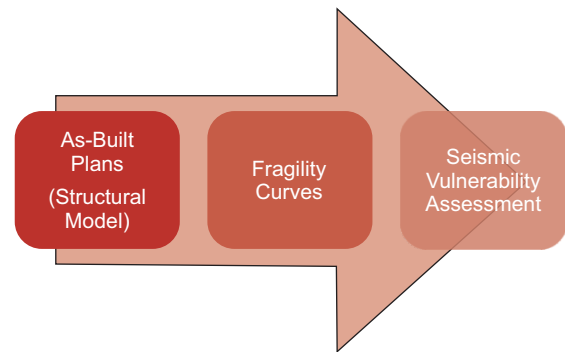 As-Built
Plans
(Structural
Model)
Fragility
Curves
Seismic
Vulnerability
Assessment